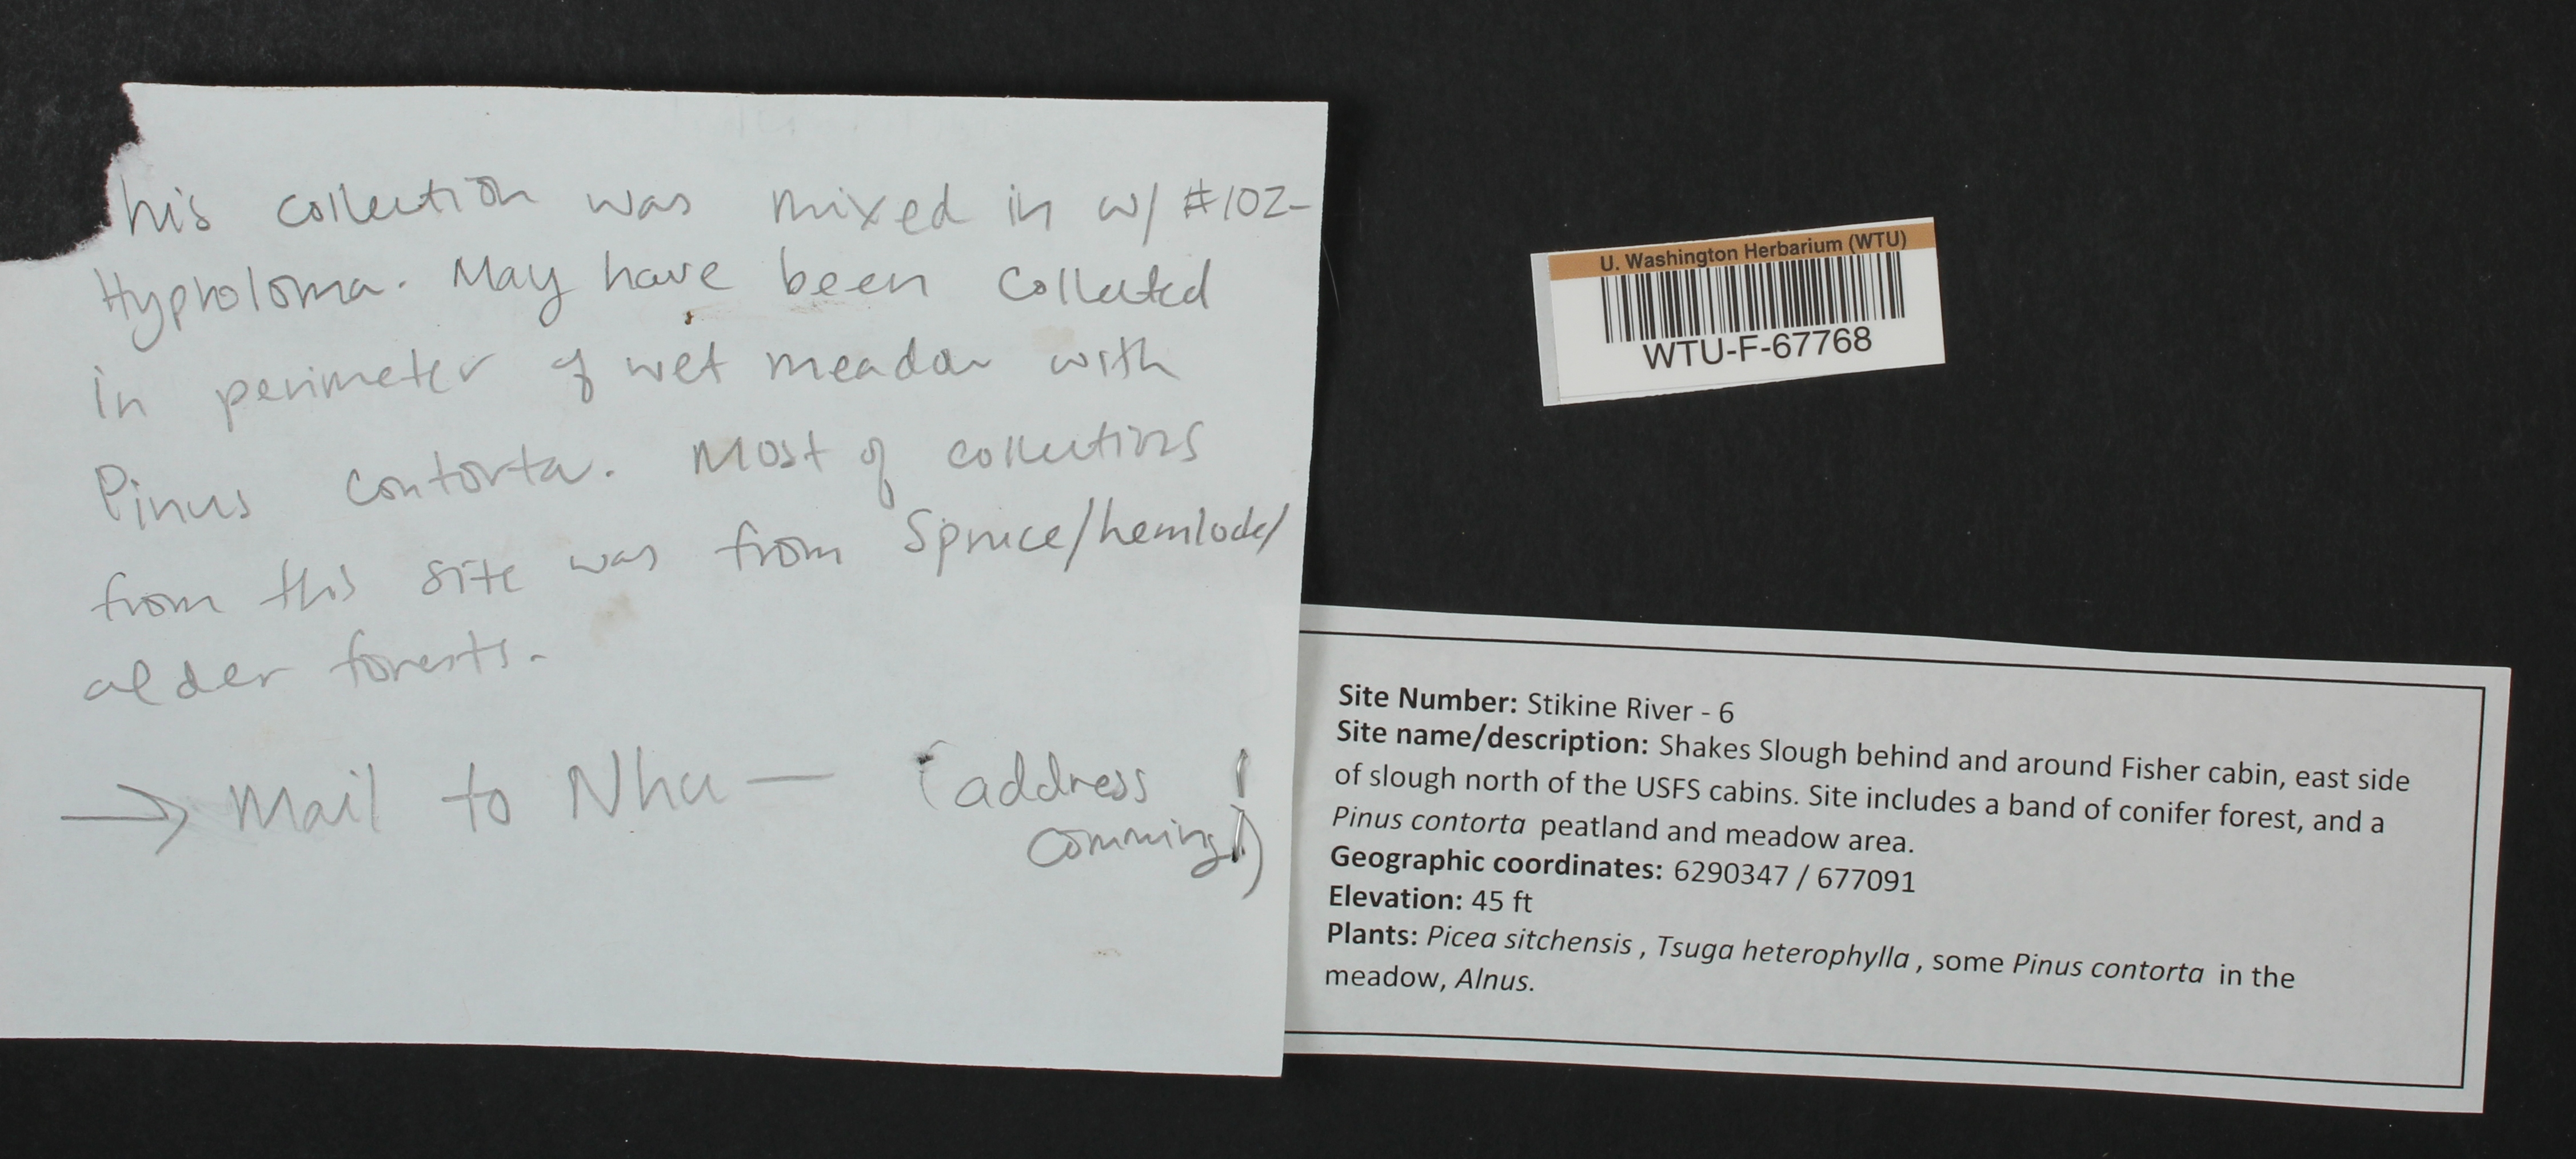 his collection was mixed in w/ #102-
Hypholoma. May have been collected
in perimeter of wet meadow with
Pinus contorta. Most of collections
from this site was from Spruce/hemlock/
alder forests.
→ Mail to Nhu — (address
comming!)
U. Washington Herbarium (WTU)
WTU-F-67768
Site Number: Stikine River - 6
Site name/description: Shakes Slough behind and around Fisher cabin, east side
of slough north of the USFS cabins. Site includes a band of conifer forest, and a
Pinus contorta peatland and meadow area.
Geographic coordinates: 6290347 / 677091
Elevation: 45 ft
Plants: Picea sitchensis , Tsuga heterophylla , some Pinus contorta in the
meadow, Alnus.